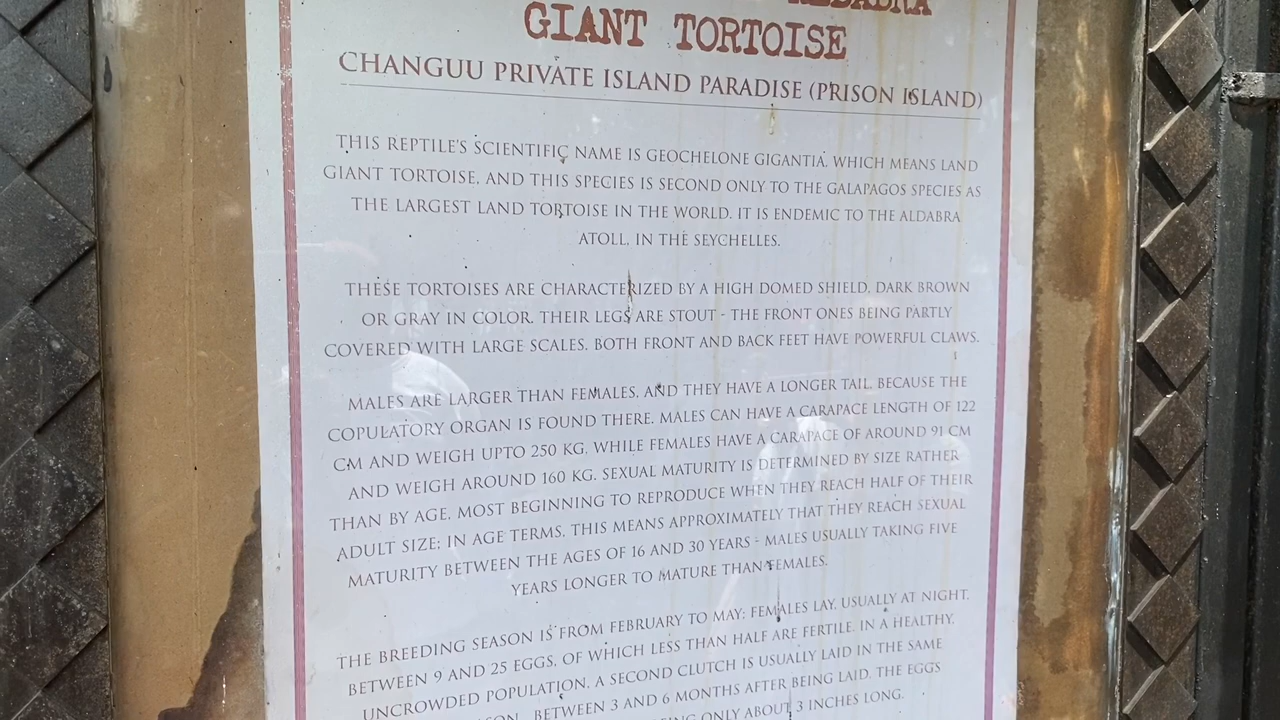 ALDABRA
GIANT TORTOISE
CHANGUU PRIVATE ISLAND PARADISE (PRISON ISLAND)
THIS REPTILE'S SCIENTIFIC NAME IS GEOCHELONE GIGANTIA, WHICH MEANS LAND
GIANT TORTOISE, AND THIS SPECIES IS SECOND ONLY TO THE GALAPAGOS SPECIES AS
THE LARGEST LAND TORTOISE IN THE WORLD. IT IS ENDEMIC TO THE ALDABRA
ATOLL, IN THE SEYCHELLES.
THESE TORTOISES ARE CHARACTERIZED BY A HIGH DOMED SHIELD, DARK BROWN
OR GRAY IN COLOR. THEIR LEGS ARE STOUT - THE FRONT ONES BEING PARTLY
COVERED WITH LARGE SCALES. BOTH FRONT AND BACK FEET HAVE POWERFUL CLAWS.
MALES ARE LARGER THAN FEMALES, AND THEY HAVE A LONGER TAIL, BECAUSE THE
COPULATORY ORGAN IS FOUND THERE. MALES CAN HAVE A CARAPACE LENGTH OF 122
CM AND WEIGH UPTO 250 KG, WHILE FEMALES HAVE A CARAPACE OF AROUND 91 CM
AND WEIGH AROUND 160 KG. SEXUAL MATURITY IS DETERMINED BY SIZE RATHER
THAN BY AGE, MOST BEGINNING TO REPRODUCE WHEN THEY REACH HALF OF THEIR
ADULT SIZE; IN AGE TERMS, THIS MEANS APPROXIMATELY THAT THEY REACH SEXUAL
MATURITY BETWEEN THE AGES OF 16 AND 30 YEARS - MALES USUALLY TAKING FIVE
YEARS LONGER TO MATURE THAN FEMALES.
THE BREEDING SEASON IS FROM FEBRUARY TO MAY; FEMALES LAY, USUALLY AT NIGHT,
BETWEEN 9 AND 25 EGGS, OF WHICH LESS THAN HALF ARE FERTILE. IN A HEALTHY,
UNCROWDED POPULATION, A SECOND CLUTCH IS USUALLY LAID IN THE SAME
BETWEEN 3 AND 6 MONTHS AFTER BEING LAID, THE EGGS
ONLY ABOUT 3 INCHES LONG.